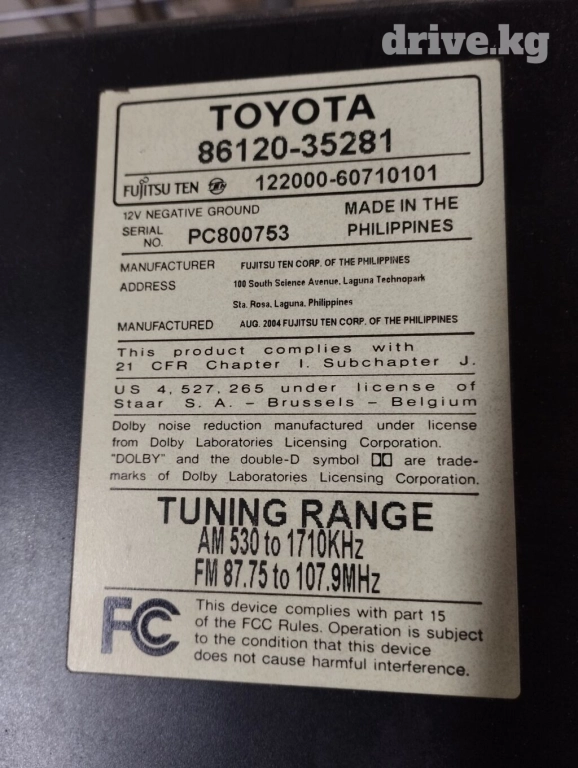 drive.kg
TOYOTA
86120-35281
FUJITSU TEN 122000-60710101
12V NEGATIVE GROUND
MADE IN THE
PHILIPPINES
SERIAL
NO. PC800753
MANUFACTURER FUJITSU TEN CORP. OF THE PHILIPPINES
ADDRESS 100 South Science Avenue, Laguna Technopark
Sta. Rosa, Laguna, Philippines
MANUFACTURED AUG. 2004 FUJITSU TEN CORP. OF THE PHILIPPINES
This product complies with
21 CFR Chapter I. Subchapter J.
US 4,527,265 under license of
Staar S. A. – Brussels – Belgium
Dolby noise reduction manufactured under license
from Dolby Laboratories Licensing Corporation.
"DOLBY" and the double-D symbol are trade-
marks of Dolby Laboratories Licensing Corporation.
TUNING RANGE
AM 530 to 1710KHz
FM 87.75 to 107.9MHz
FC
This device complies with part 15
of the FCC Rules. Operation is subject
to the condition that this device
does not cause harmful interference.